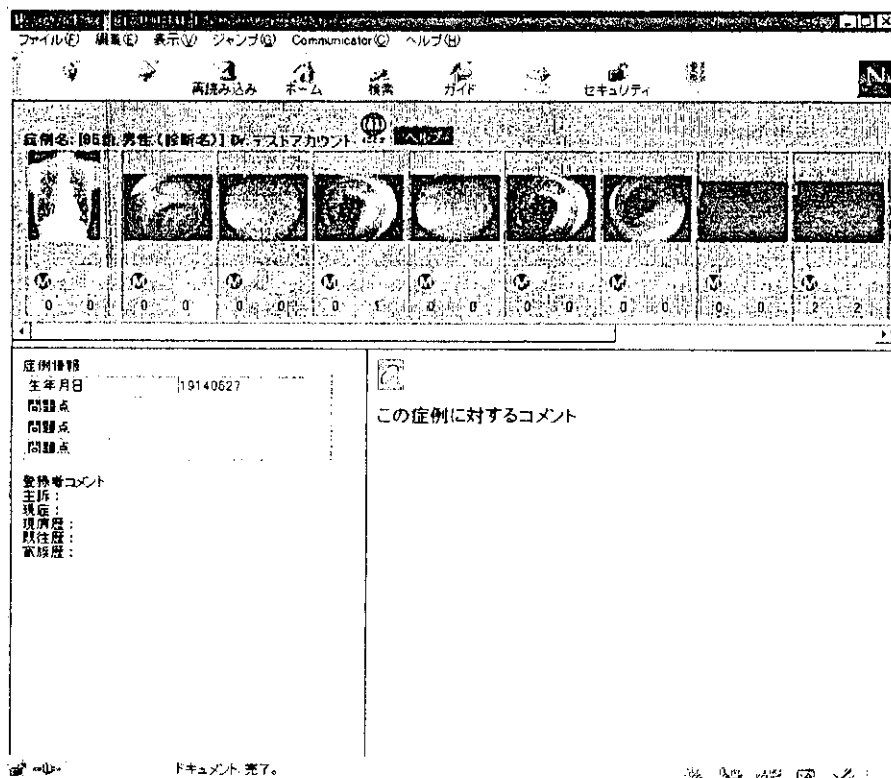 ファイル(F) 編集(E) 表示(V) ジャンプ(G) Communicator(C) ヘルプ(H)
再読み込み ホーム 検索 ガイド セキュリティ
N
症例名: [85歳 男性 (診断名)] Dr. テストアカウント ヘルプ
M M M M M M M M M
0 0 0 0 0 0 0 1 0 0 0 0 0 0 0 0 2 2
症例情報
生年月日 19140527
問題点
問題点
問題点
この症例に対するコメント
登録者コメント
主訴：
現症：
現病歴：
既往歴：
家族歴：
ドキュメント: 完了。